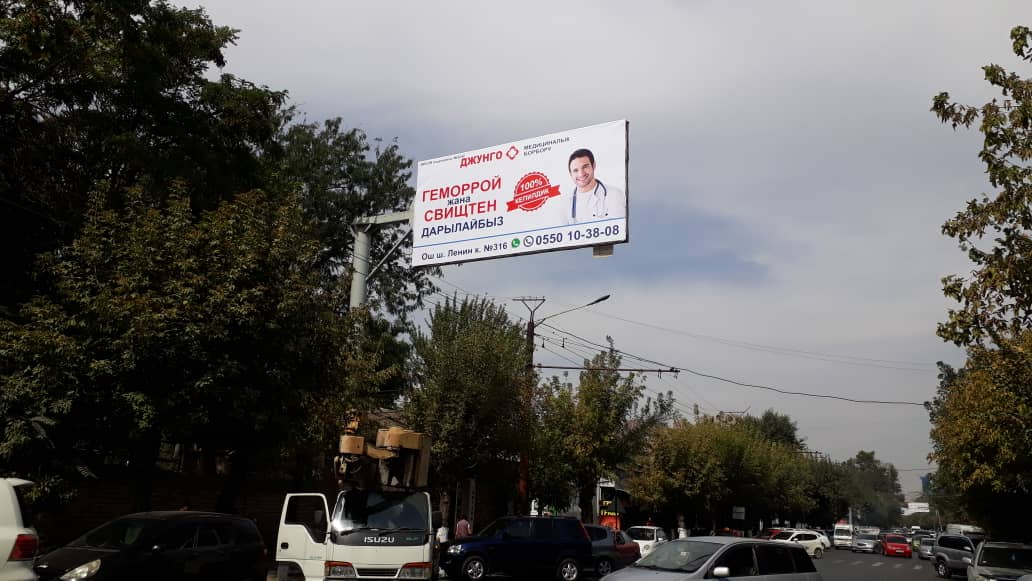 ДЖУНГО
МЕДИЦИНАЛЫК
БОРБОРУ
ГЕМОРРОЙ
жана
СВИЩТЕН
ДАРЫЛАЙБЫЗ
100%
КЕПИЛДИК
Ош ш. Ленин к. №316 0550 10-38-08
ISUZU